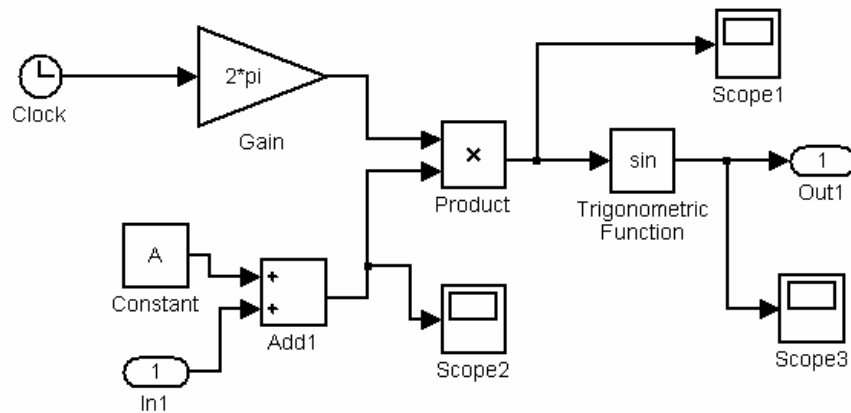 Clock
2*pi
Gain
Scope1
×
Product
sin
Trigonometric
Function
1
Out1
A
Constant
+
+
Add1
Scope2
Scope3
1
In1